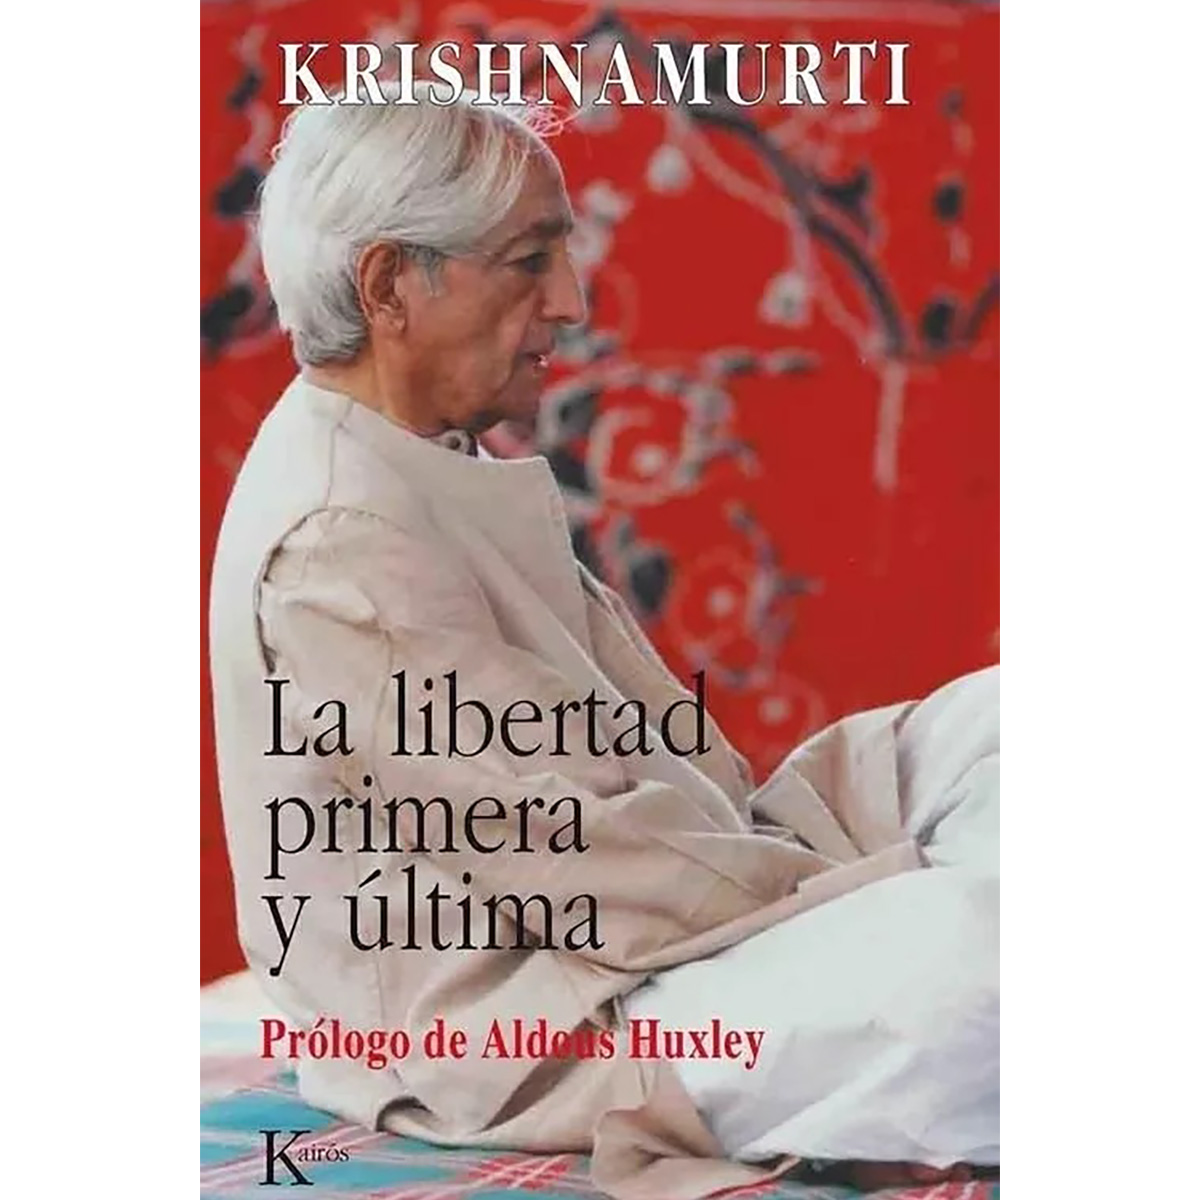 KRISHNAMURTI
La libertad
primera
y última
Prólogo de Aldous Huxley
Kairós